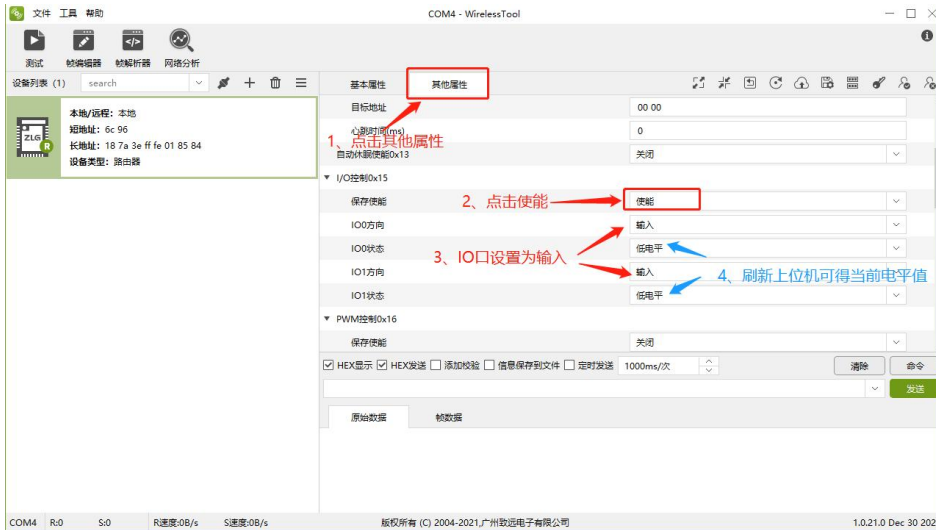 文件 工具 帮助
COM4 - WirelessTool
测试 帧编辑器 帧解析器 网络分析
设备列表 (1) search
基本属性 其他属性
ZLG R
本地/远程: 本地
短地址: 6c 96
长地址: 18 7a 3e ff fe 01 85 84
设备类型: 路由器
目标地址 00 00
心跳时间(ms) 0
1、点击其他属性
自动休眠使能0x13 关闭
I/O控制0x15
保存使能 2、点击使能 使能
IO0方向 输入
IO0状态 低电平
3、IO口设置为输入
IO1方向 输入
4、刷新上位机可得当前电平值
IO1状态 低电平
PWM控制0x16
保存使能 关闭
HEX显示 HEX发送 添加校验 信息保存到文件 定时发送 1000ms/次 清除 命令
发送
原始数据 帧数据
COM4 R:0 S:0 R速度:0B/s S速度:0B/s 版权所有 (C) 2004-2021,广州致远电子有限公司 1.0.21.0 Dec 30 202